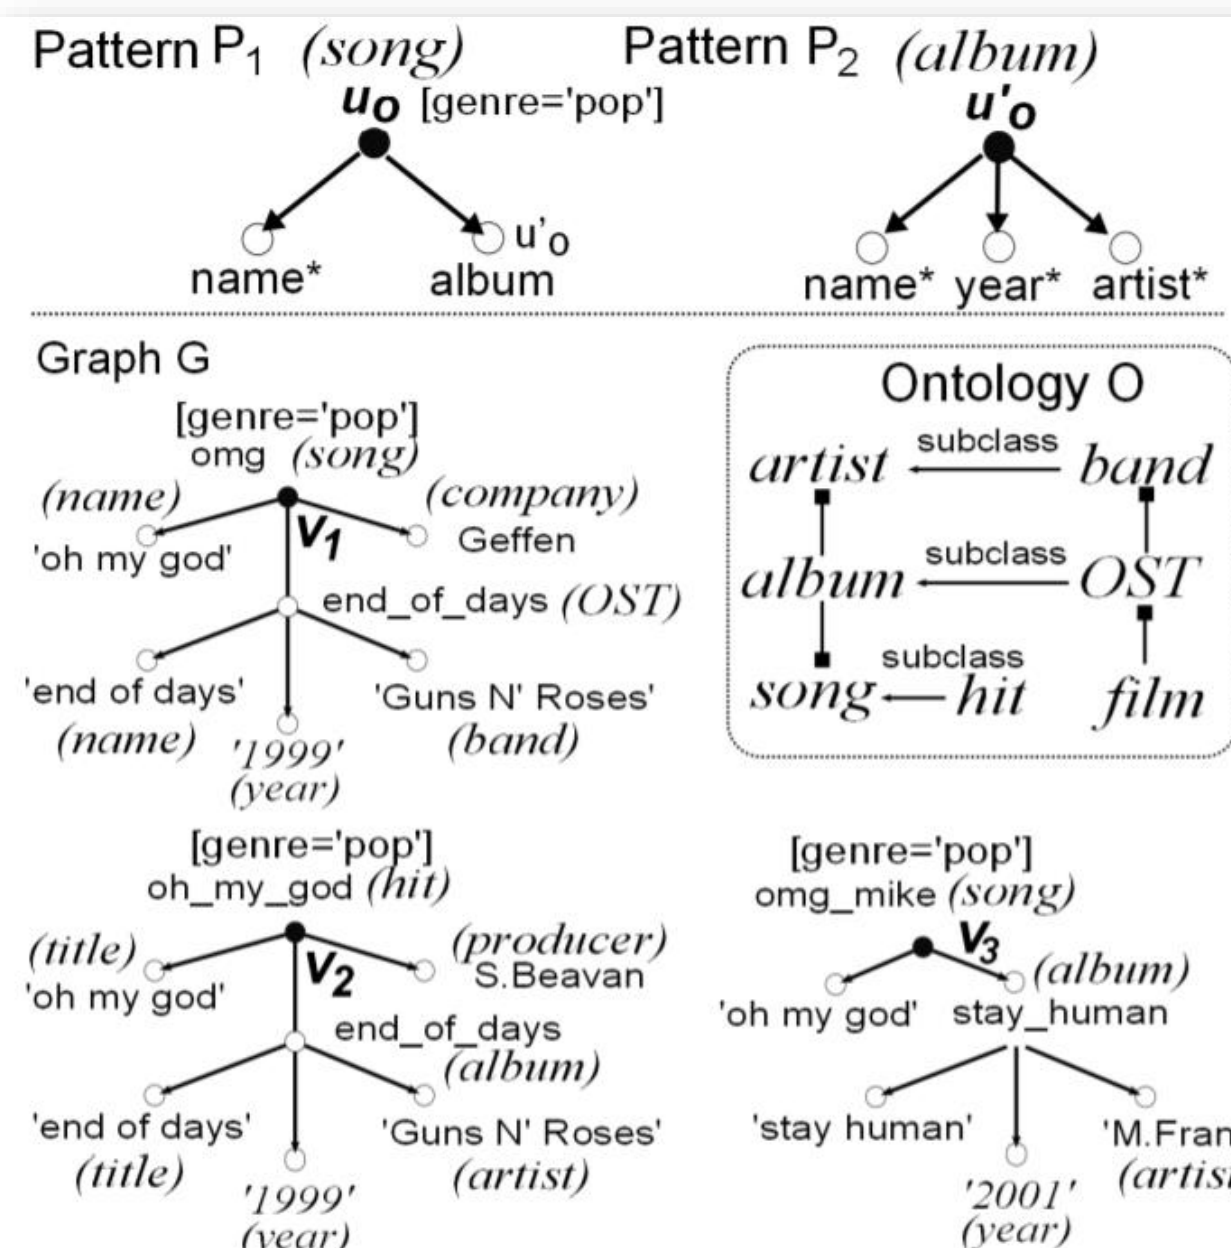 Pattern P1 (song)
Pattern P2 (album)
uo [genre='pop']
u'o
u'o
name* album
name* year* artist*
Graph G
Ontology O
[genre='pop']
omg (song)
(name) (company)
V1
'oh my god' Geffen
end_of_days (OST)
'end of days' 'Guns N' Roses'
(name) '1999' (band)
(year)
artist subclass band
album subclass OST
subclass
song hit film
[genre='pop']
oh_my_god (hit)
(title) (producer)
V2 S.Beavan
'oh my god'
end_of_days
(album)
'end of days' 'Guns N' Roses'
(title) (artist)
'1999'
(year)
[genre='pop']
omg_mike (song)
V3
(album)
'oh my god' stay_human
'stay human' 'M.Fran
(artist
'2001'
(year)